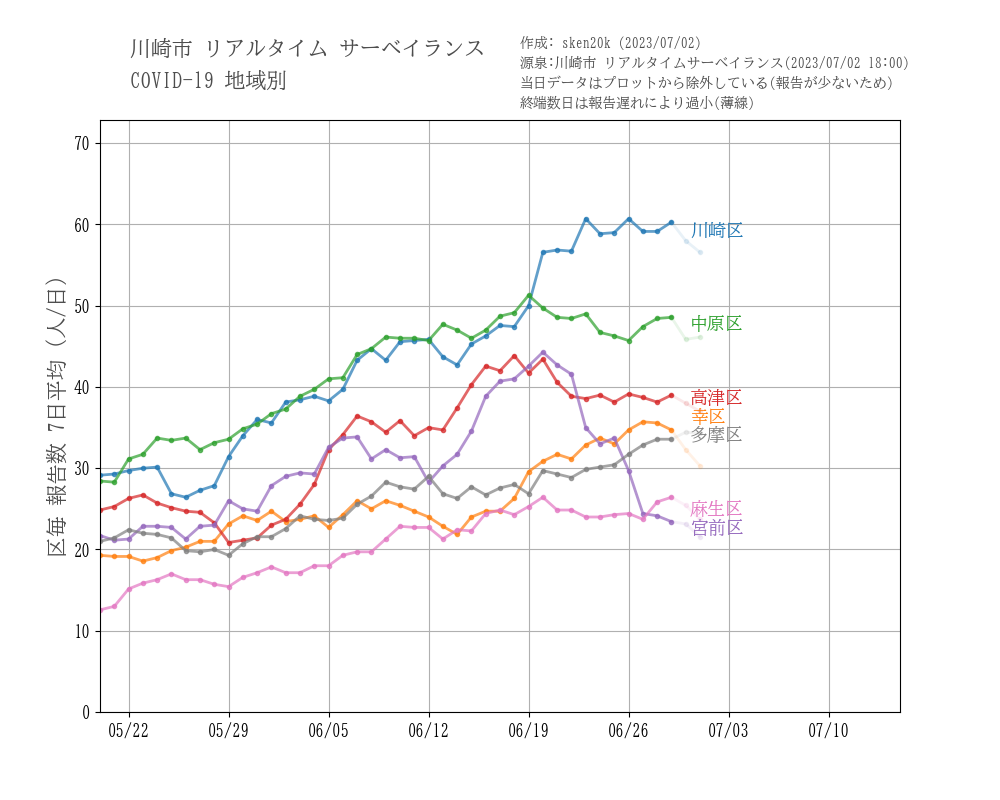 川崎市 リアルタイム サーベイランス
COVID-19 地域別
作成: sken20k (2023/07/02)
源泉:川崎市 リアルタイムサーベイランス(2023/07/02 18:00)
当日データはプロットから除外している(報告が少ないため)
終端数日は報告遅れにより過小(薄線)
区毎 報告数 7日平均 (人/日)
70
60
50
40
30
20
10
0
川崎区
中原区
高津区
幸区
多摩区
麻生区
宮前区
05/22
05/29
06/05
06/12
06/19
06/26
07/03
07/10